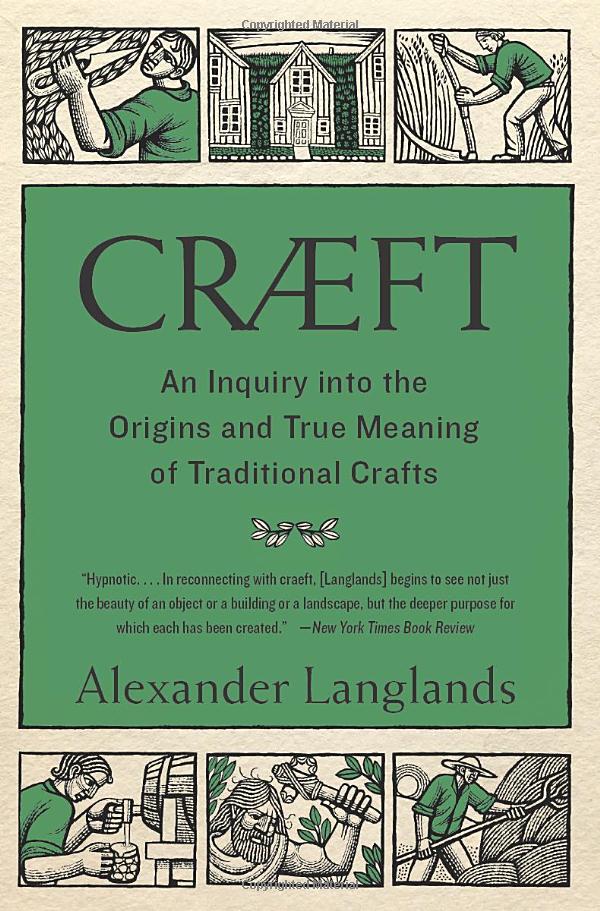 Copyrighted Material
CRÆFT
An Inquiry into the
Origins and True Meaning
of Traditional Crafts
“Hypnotic. . . . In reconnecting with craeft, [Langlands] begins to see not just
the beauty of an object or a building or a landscape, but the deeper purpose for
which each has been created.” —New York Times Book Review
Alexander Langlands
Copyrighted Material